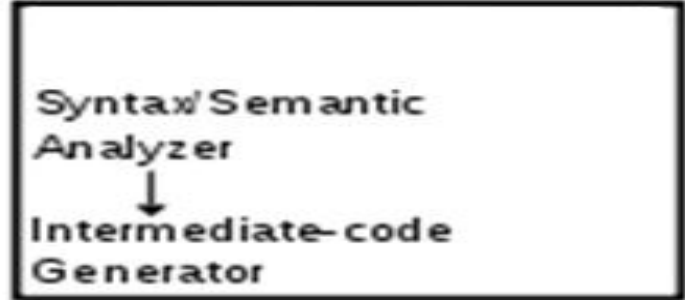 Syntax/Semantic
Analyzer
Intermediate-code
Generator